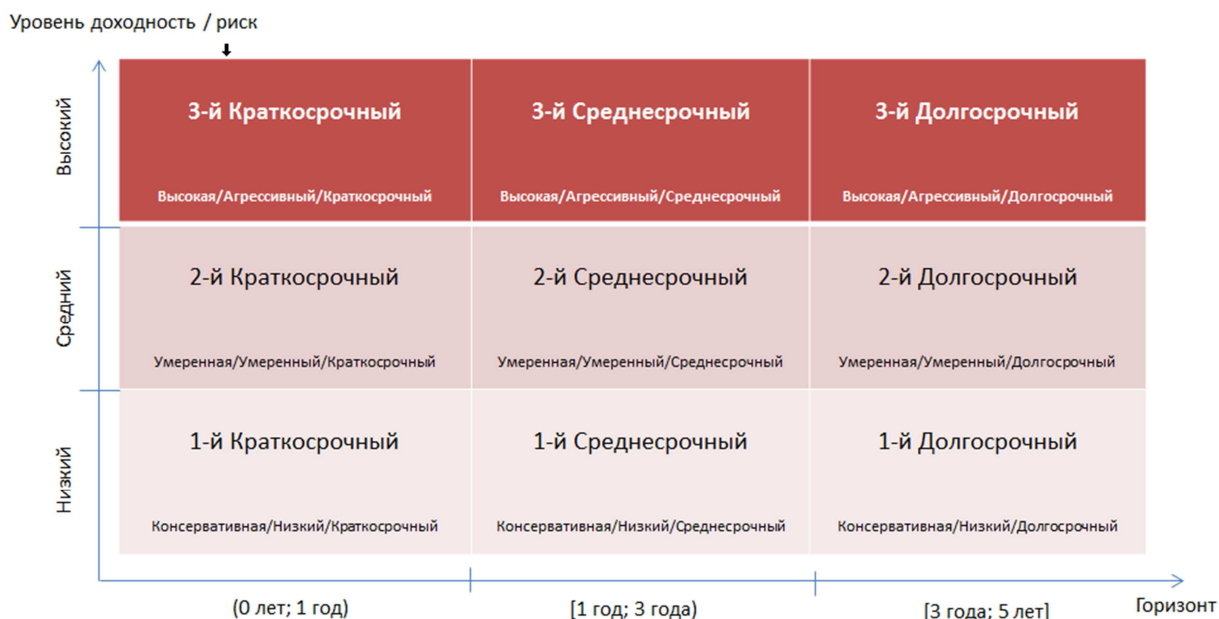 Уровень доходность / риск
Высокий
3-й Краткосрочный
3-й Среднесрочный
3-й Долгосрочный
Высокая/Агрессивный/Краткосрочный
Высокая/Агрессивный/Среднесрочный
Высокая/Агрессивный/Долгосрочный
Средний
2-й Краткосрочный
2-й Среднесрочный
2-й Долгосрочный
Умеренная/Умеренный/Краткосрочный
Умеренная/Умеренный/Среднесрочный
Умеренная/Умеренный/Долгосрочный
Низкий
1-й Краткосрочный
1-й Среднесрочный
1-й Долгосрочный
Консервативная/Низкий/Краткосрочный
Консервативная/Низкий/Среднесрочный
Консервативная/Низкий/Долгосрочный
(0 лет; 1 год)
[1 год; 3 года)
[3 года; 5 лет]
Горизонт